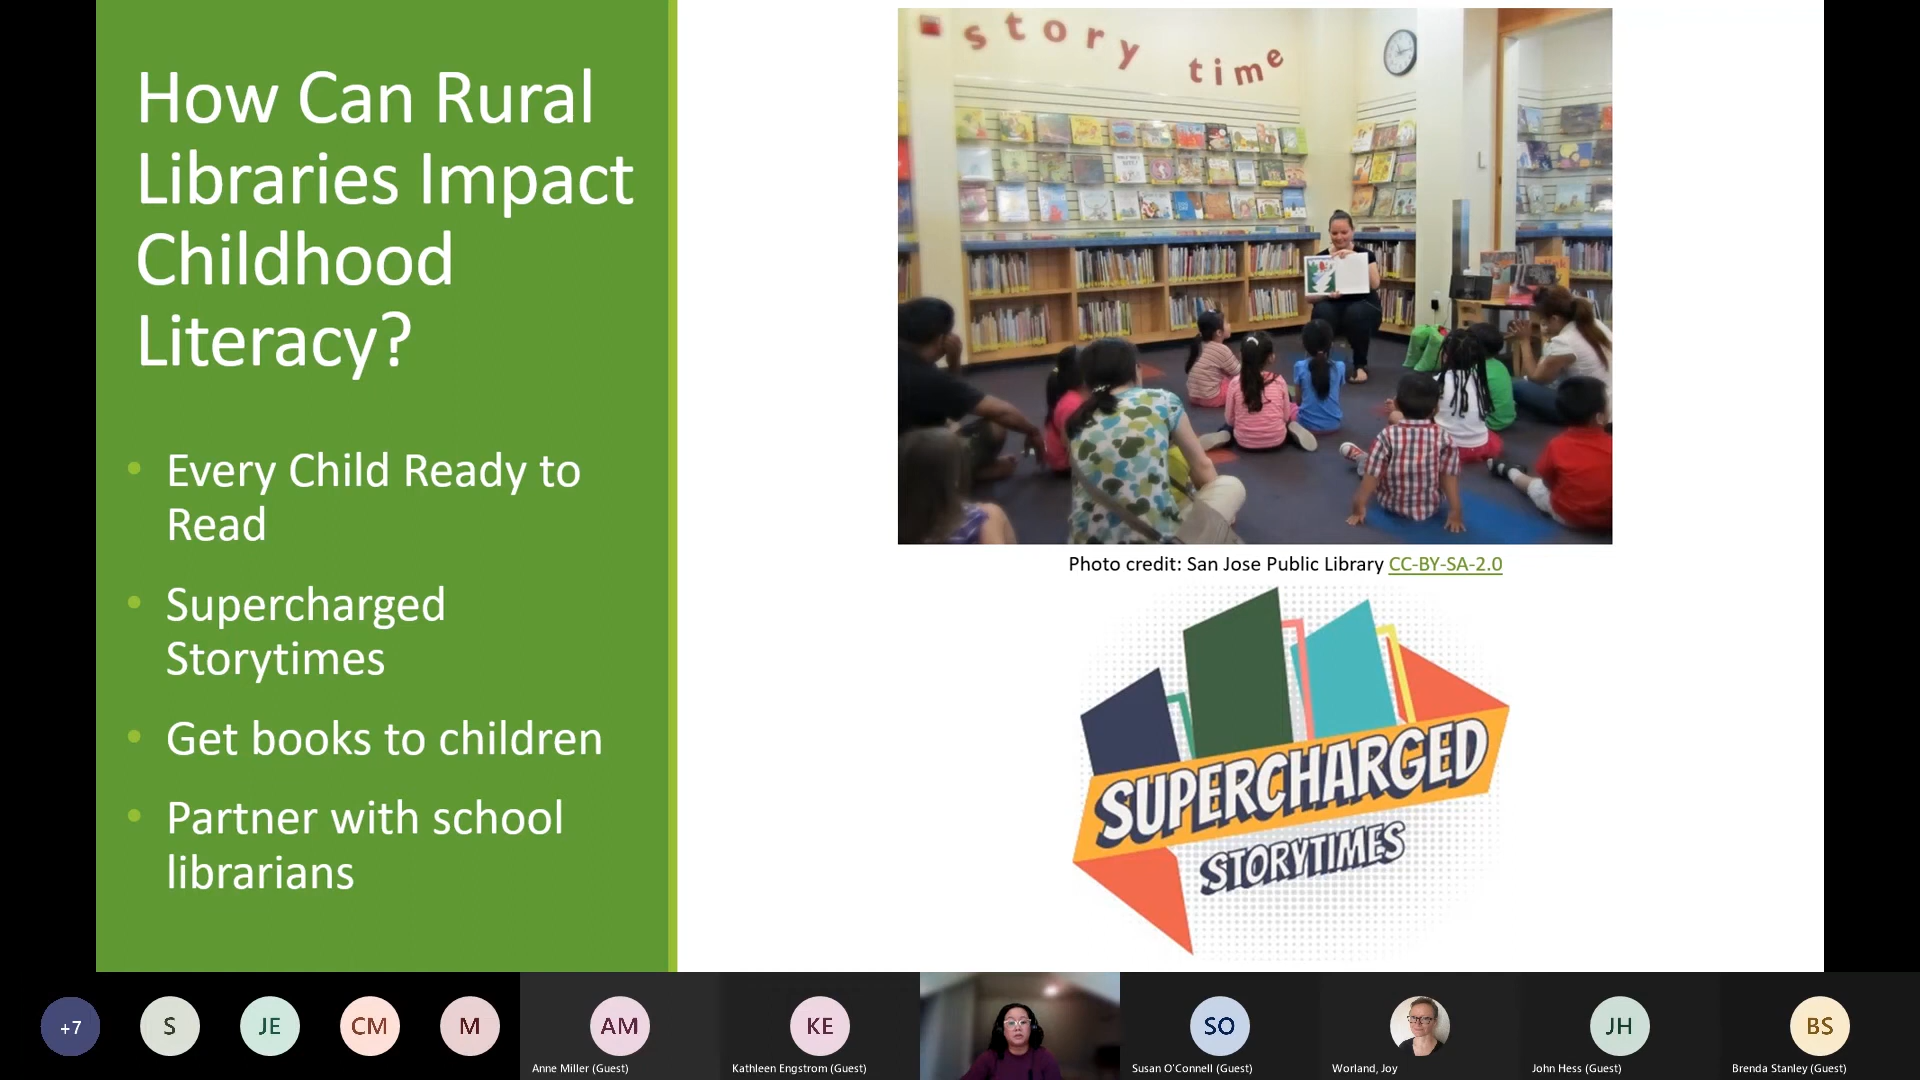 How Can Rural
Libraries Impact
Childhood
Literacy?
• Every Child Ready to
Read
• Supercharged
Storytimes
• Get books to children
• Partner with school
librarians
story time
Photo credit: San Jose Public Library CC-BY-SA-2.0
SUPERCHARGED
STORYTIMES
+7
S
JE
CM
M
AM
Anne Miller (Guest)
KE
Kathleen Engstrom (Guest)
SO
Susan O'Connell (Guest)
Worland, Joy
JH
John Hess (Guest)
BS
Brenda Stanley (Guest)